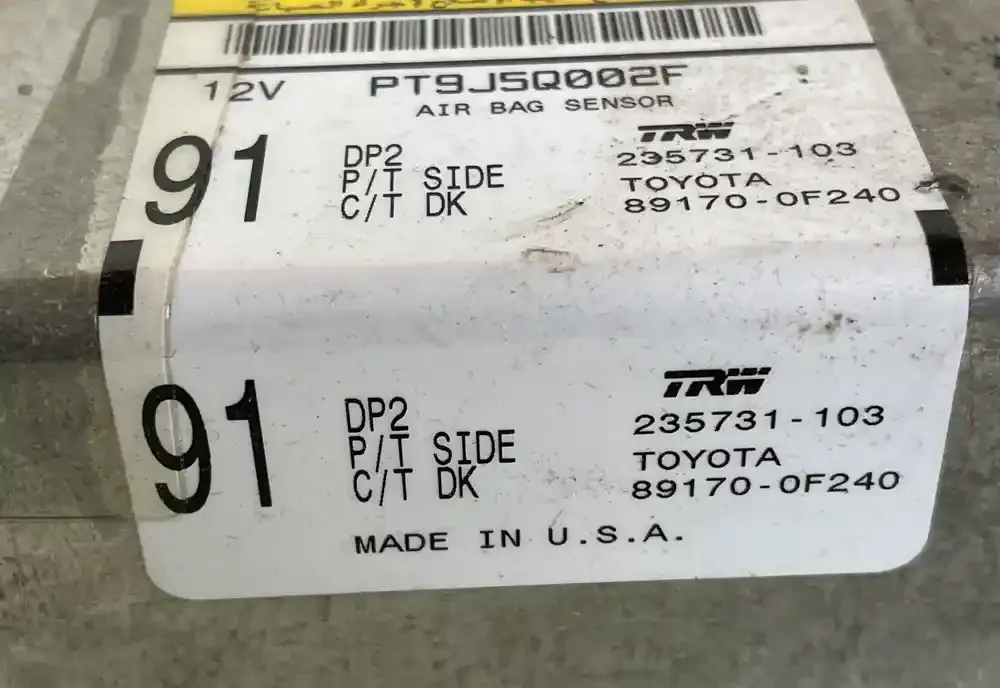 12V PT9J5Q002F
AIR BAG SENSOR
91 DP2
P/T SIDE
C/T DK
TRW
235731-103
TOYOTA
89170-0F240
91 DP2
P/T SIDE
C/T DK
TRW
235731-103
TOYOTA
89170-0F240
MADE IN U.S.A.